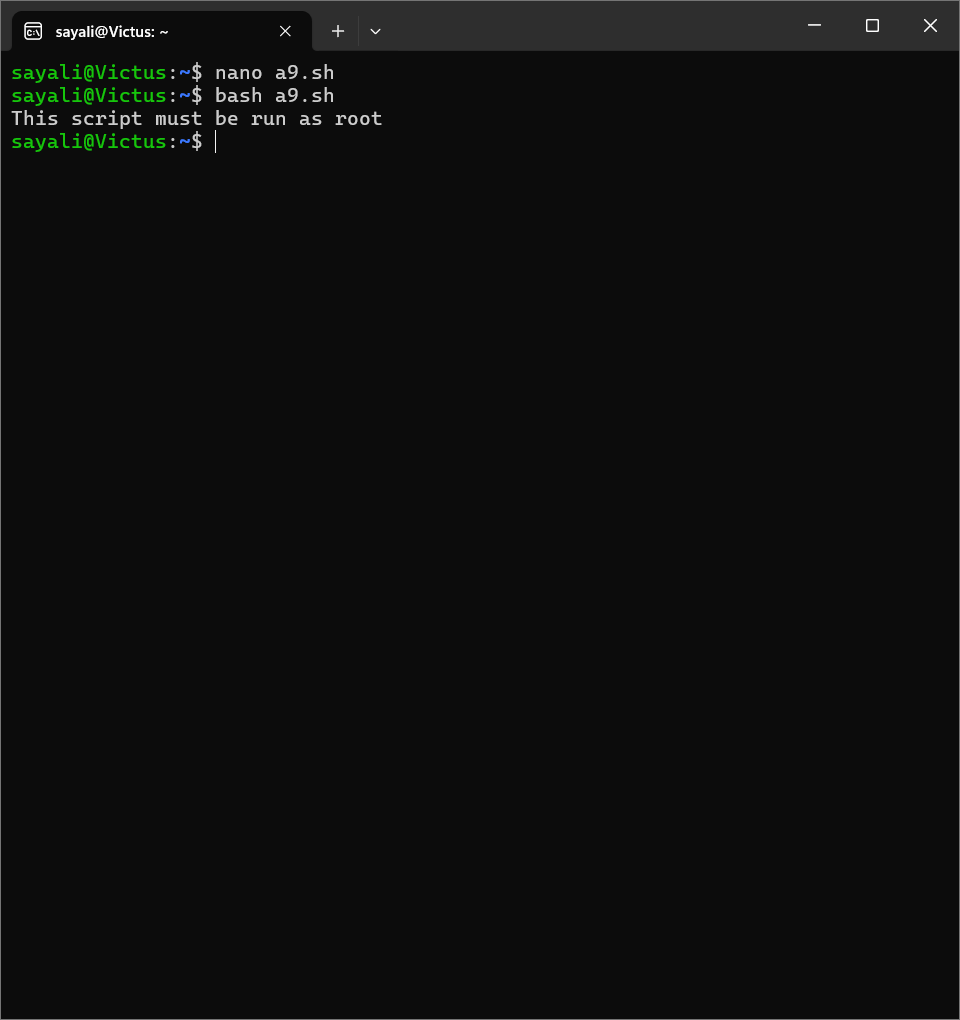 sayali@Victus: ~
sayali@Victus:~$ nano a9.sh
sayali@Victus:~$ bash a9.sh
This script must be run as root
sayali@Victus:~$